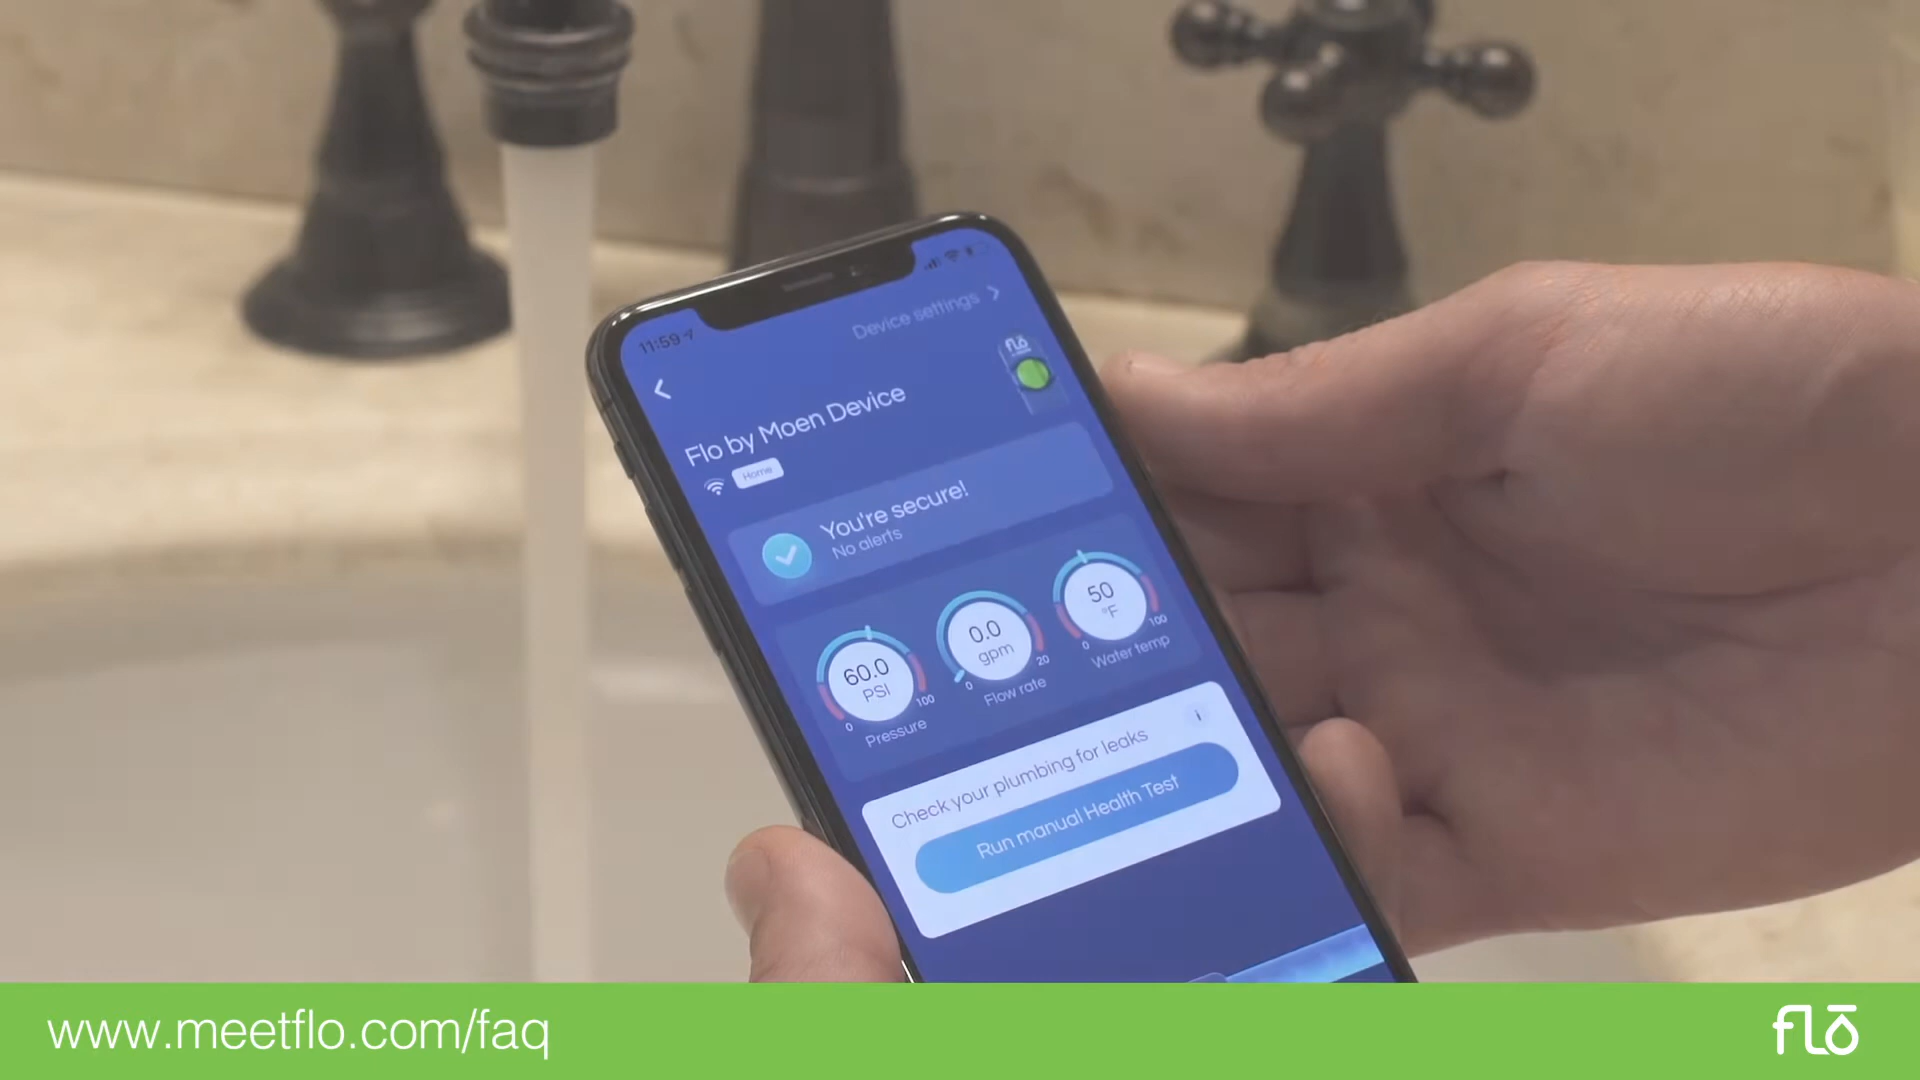 11:59
Device settings
flō
Flo by Moen Device
Home
You're secure!
No alerts
60.0
PSI
0
100
Pressure
0.0
gpm
0
20
Flow rate
50
°F
0
100
Water temp
Check your plumbing for leaks
i
Run manual Health Test
www.meetflo.com/faq
flō